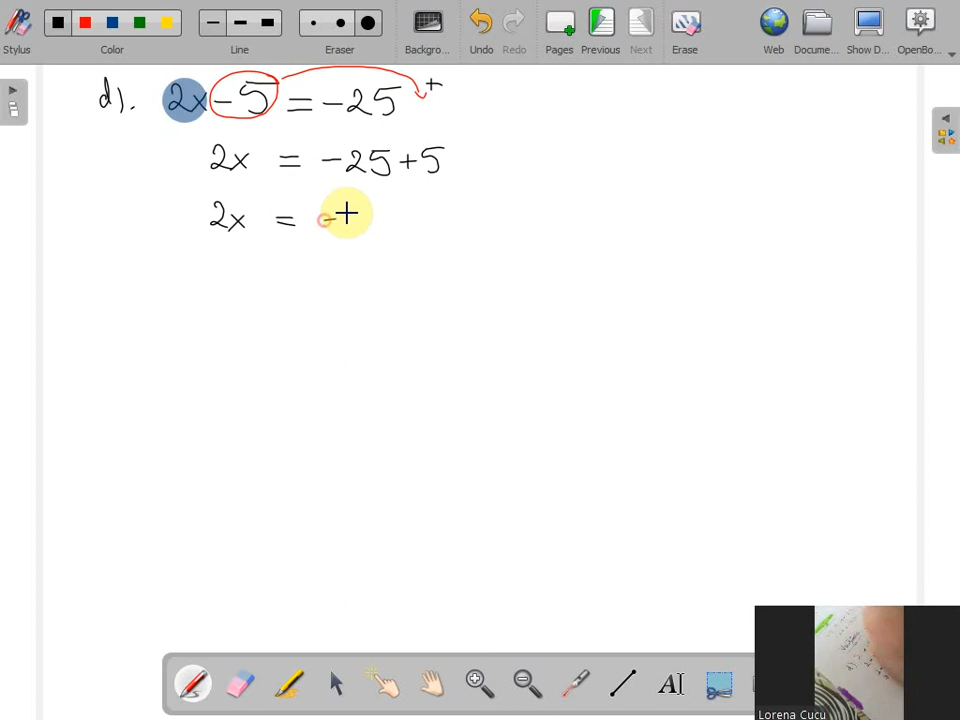 Stylus
Color
Line
Eraser
Backgro...
Undo
Redo
Pages
Previous
Next
Erase
Web
Docume...
Show D...
OpenBo...
d). 2x - 5 = -25 +
2x = -25 + 5
2x = -
Lorena Cucu